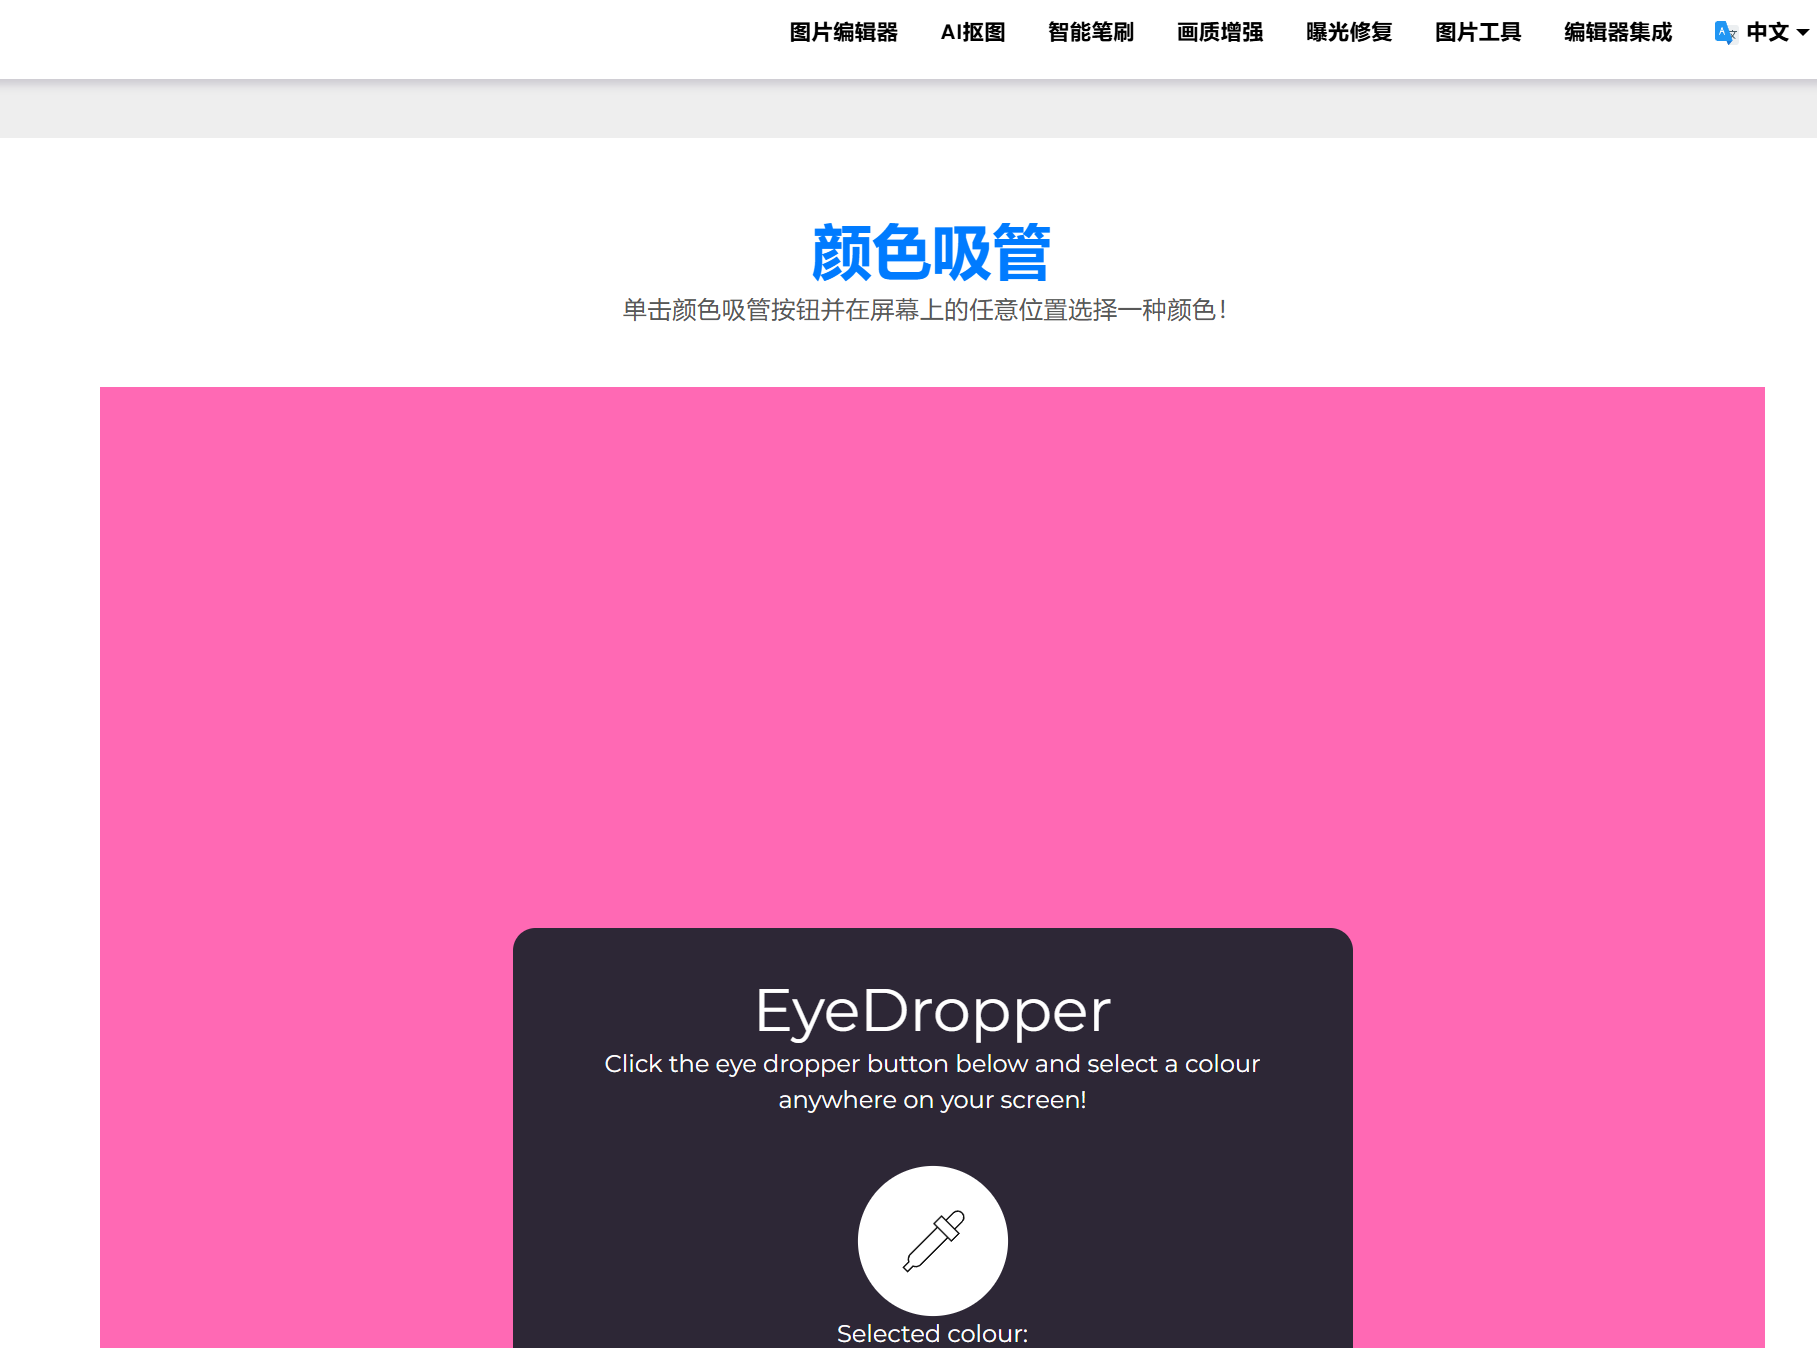 图片编辑器 AI抠图 智能笔刷 画质增强 曝光修复 图片工具 编辑器集成 中文
颜色吸管
单击颜色吸管按钮并在屏幕上的任意位置选择一种颜色！
EyeDropper
Click the eye dropper button below and select a colour
anywhere on your screen!
Selected colour: